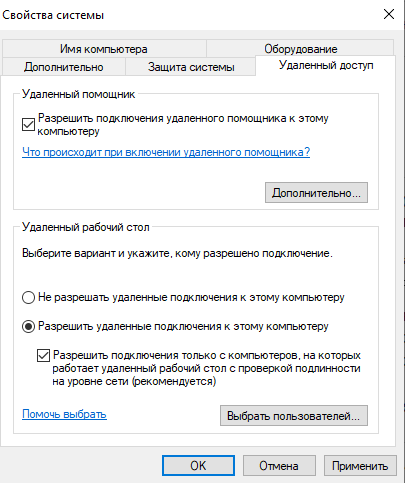 Свойства системы
Имя компьютера
Оборудование
Дополнительно
Защита системы
Удаленный доступ
Удаленный помощник
Разрешить подключения удаленного помощника к этому
компьютеру
Что происходит при включении удаленного помощника?
Дополнительно...
Удаленный рабочий стол
Выберите вариант и укажите, кому разрешено подключение.
Не разрешать удаленные подключения к этому компьютеру
Разрешить удаленные подключения к этому компьютеру
Разрешить подключения только с компьютеров, на которых
работает удаленный рабочий стол с проверкой подлинности
на уровне сети (рекомендуется)
Помочь выбрать
Выбрать пользователей...
OK
Отмена
Применить